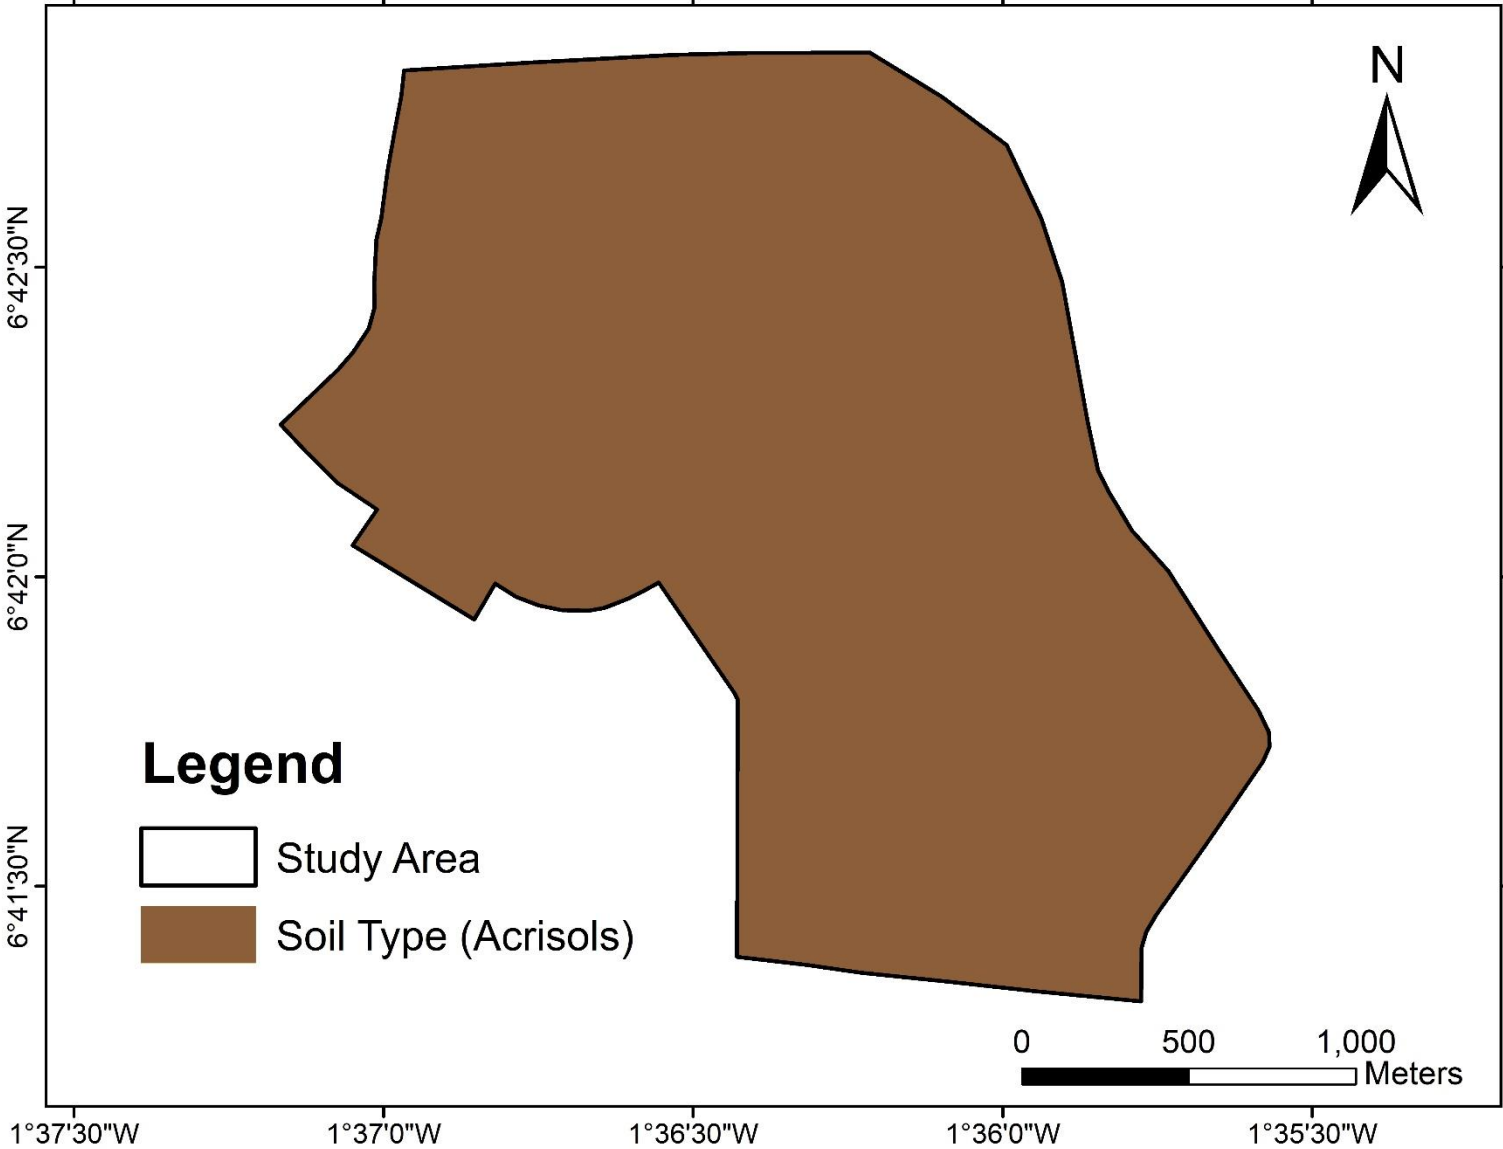 N
6°42'30"N
6°42'0"N
6°41'30"N
Legend
Study Area
Soil Type (Acrisols)
0 500 1,000
Meters
1°37'30"W 1°37'0"W 1°36'30"W 1°36'0"W 1°35'30"W